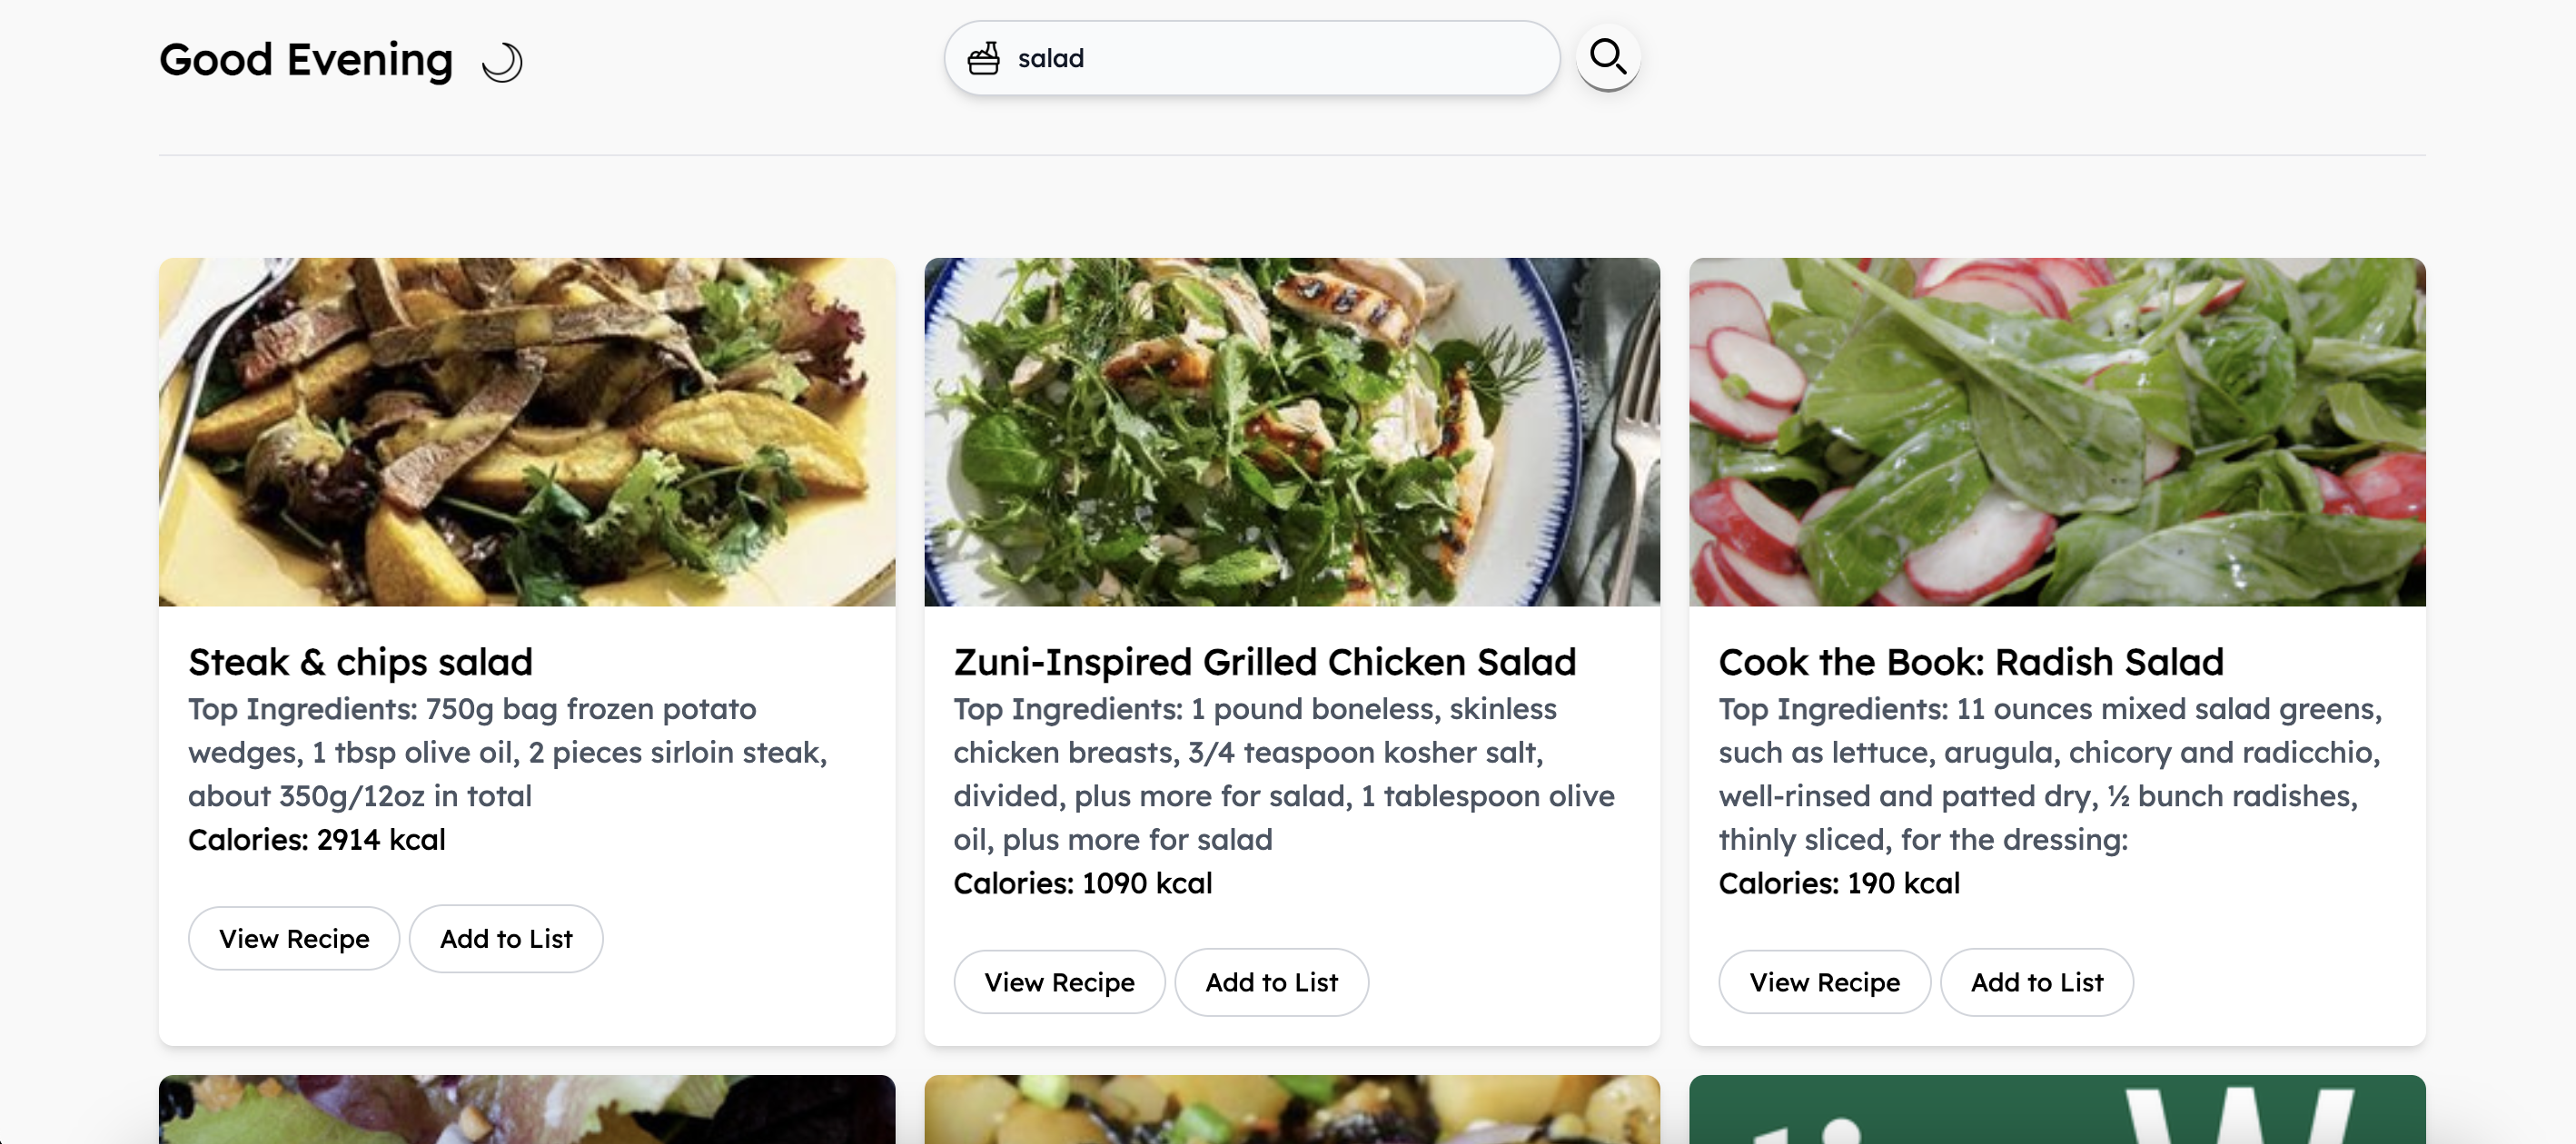 Good Evening
salad
Steak & chips salad
Top Ingredients: 750g bag frozen potato
wedges, 1 tbsp olive oil, 2 pieces sirloin steak,
about 350g/12oz in total
Calories: 2914 kcal
View Recipe
Add to List
Zuni-Inspired Grilled Chicken Salad
Top Ingredients: 1 pound boneless, skinless
chicken breasts, 3/4 teaspoon kosher salt,
divided, plus more for salad, 1 tablespoon olive
oil, plus more for salad
Calories: 1090 kcal
View Recipe
Add to List
Cook the Book: Radish Salad
Top Ingredients: 11 ounces mixed salad greens,
such as lettuce, arugula, chicory and radicchio,
well-rinsed and patted dry, ½ bunch radishes,
thinly sliced, for the dressing:
Calories: 190 kcal
View Recipe
Add to List